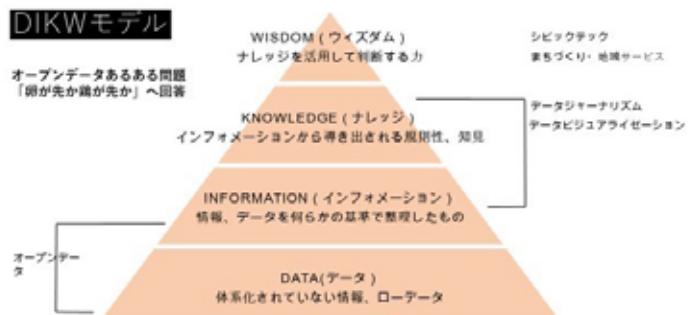 DIKWモデル
オープンデータあるある問題
「卵が先か鶏が先か」へ回答
WISDOM ( ウィズダム )
ナレッジを活用して判断する力
シビックテック
まちづくり・地域サービス
KNOWLEDGE ( ナレッジ )
インフォメーションから導き出される規則性、知見
データジャーナリズム
データビジュアライゼーション
INFORMATION ( インフォメーション )
情報、データを何らかの基準で整理したもの
オープンデー
タ
DATA(データ )
体系化されていない情報、ローデータ